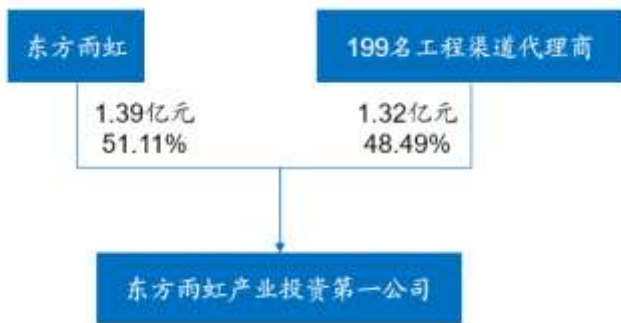 东方雨虹
199名工程渠道代理商
1.39亿元
51.11%
1.32亿元
48.49%
东方雨虹产业投资第一公司